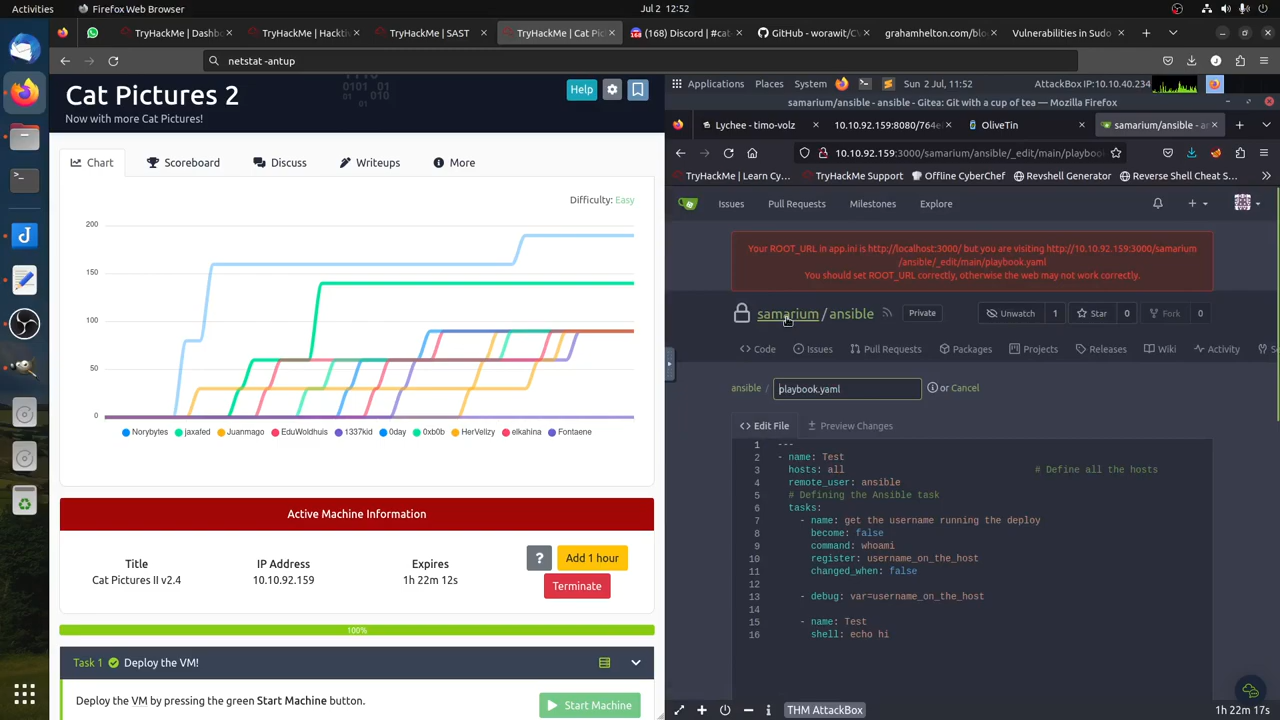 Activities
Firefox Web Browser
Jul 2 12:52
TryHackMe | Dashb
TryHackMe | Hackti
TryHackMe | SAST
TryHackMe | Cat Pic
(168) Discord | #cat
GitHub - worawit/CV
grahamhelton.com/blo
Vulnerabilities in Sudo
netstat -antup
Cat Pictures 2
Now with more Cat Pictures!
Help
Chart
Scoreboard
Discuss
Writeups
More
Difficulty: Easy
200
150
100
50
0
Norybytes
jaxafed
Juanmago
EduWoldhuis
1337kid
0day
0xb0b
HerVelizy
elkahina
Fontaene
Active Machine Information
Title
IP Address
Expires
Cat Pictures II v2.4
10.10.92.159
1h 22m 12s
?
Add 1 hour
Terminate
100%
Task 1
Deploy the VM!
Deploy the VM by pressing the green Start Machine button.
Start Machine
Applications
Places
System
Sun 2 Jul, 11:52
AttackBox IP:10.10.40.234
samarium/ansible - ansible - Gitea: Git with a cup of tea — Mozilla Firefox
Lychee - timo-volz
10.10.92.159:8080/764e
OliveTin
samarium/ansible - an
10.10.92.159:3000/samarium/ansible/_edit/main/playboo
TryHackMe | Learn Cy...
TryHackMe Support
Offline CyberChef
Revshell Generator
Reverse Shell Cheat S...
Issues
Pull Requests
Milestones
Explore
Your ROOT_URL in app.ini is http://localhost:3000/ but you are visiting http://10.10.92.159:3000/samarium
/ansible/_edit/main/playbook.yaml
You should set ROOT_URL correctly, otherwise the web may not work correctly.
samarium / ansible
Private
Unwatch
1
Star
0
Fork
0
Code
Issues
Pull Requests
Packages
Projects
Releases
Wiki
Activity
ansible /
playbook.yaml
or Cancel
Edit File
Preview Changes
1 ---
2 - name: Test
3 hosts: all # Define all the hosts
4 remote_user: ansible
5 # Defining the Ansible task
6 tasks:
7 - name: get the username running the deploy
8 become: false
9 command: whoami
10 register: username_on_the_host
11 changed_when: false
12
13 - debug: var=username_on_the_host
14
15 - name: Test
16 shell: echo hi
THM AttackBox
1h 22m 17s